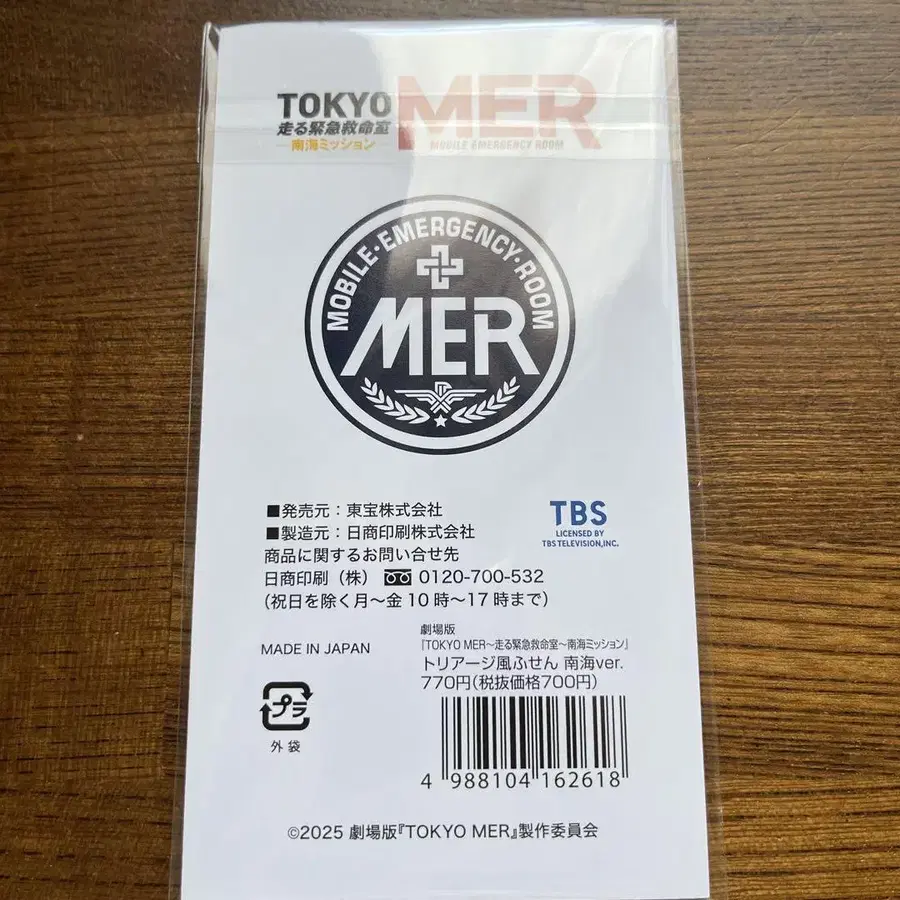 TOKYO MER
走る緊急救命室
南海ミッション
MOBILE EMERGENCY ROOM
MOBILE・EMERGENCY・ROOM
MER
■発売元：東宝株式会社
■製造元：日商印刷株式会社
商品に関するお問い合せ先
日商印刷（株） 0120-700-532
（祝日を除く月〜金10時〜17時まで）
TBS
LICENSED BY
TBS TELEVISION,INC.
MADE IN JAPAN
プラ
外袋
劇場版
『TOKYO MER〜走る緊急救命室〜南海ミッション』
トリアージ風ふせん 南海ver.
770円(税抜価格700円)
4 988104 162618
©2025 劇場版『TOKYO MER』製作委員会